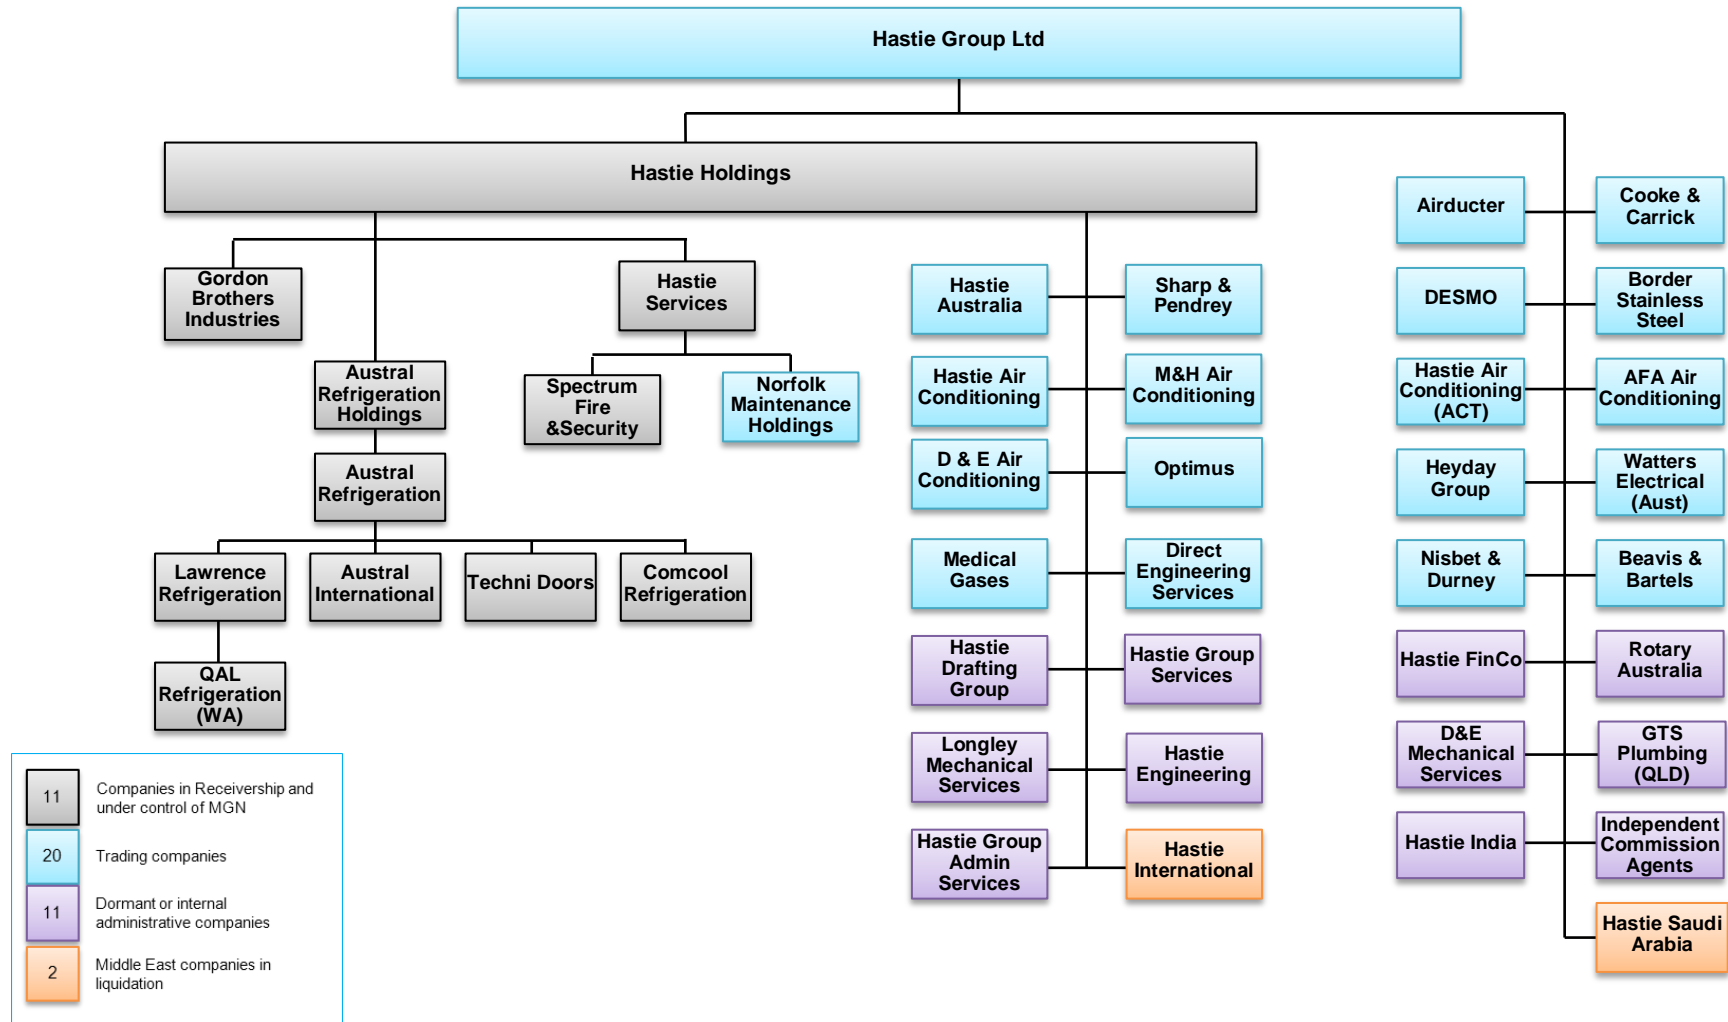 Hastie Group Ltd
Hastie Holdings
Gordon
Brothers
Industries
Hastie
Services
Austral
Refrigeration
Holdings
Spectrum
Fire
&Security
Norfolk
Maintenance
Holdings
Austral
Refrigeration
Lawrence
Refrigeration
Austral
International
Techni Doors
Comcool
Refrigeration
QAL
Refrigeration
(WA)
Hastie
Australia
Sharp &
Pendrey
Hastie Air
Conditioning
M&H Air
Conditioning
D & E Air
Conditioning
Optimus
Medical
Gases
Direct
Engineering
Services
Hastie
Drafting
Group
Hastie Group
Services
Longley
Mechanical
Services
Hastie
Engineering
Hastie Group
Admin
Services
Hastie
International
Airducter
Cooke &
Carrick
DESMO
Border
Stainless
Steel
Hastie Air
Conditioning
(ACT)
AFA Air
Conditioning
Heyday
Group
Watters
Electrical
(Aust)
Nisbet &
Durney
Beavis &
Bartels
Hastie FinCo
Rotary
Australia
D&E
Mechanical
Services
GTS
Plumbing
(QLD)
Hastie India
Independent
Commission
Agents
Hastie Saudi
Arabia
11
Companies in Receivership and
under control of MGN
20
Trading companies
11
Dormant or internal
administrative companies
2
Middle East companies in
liquidation